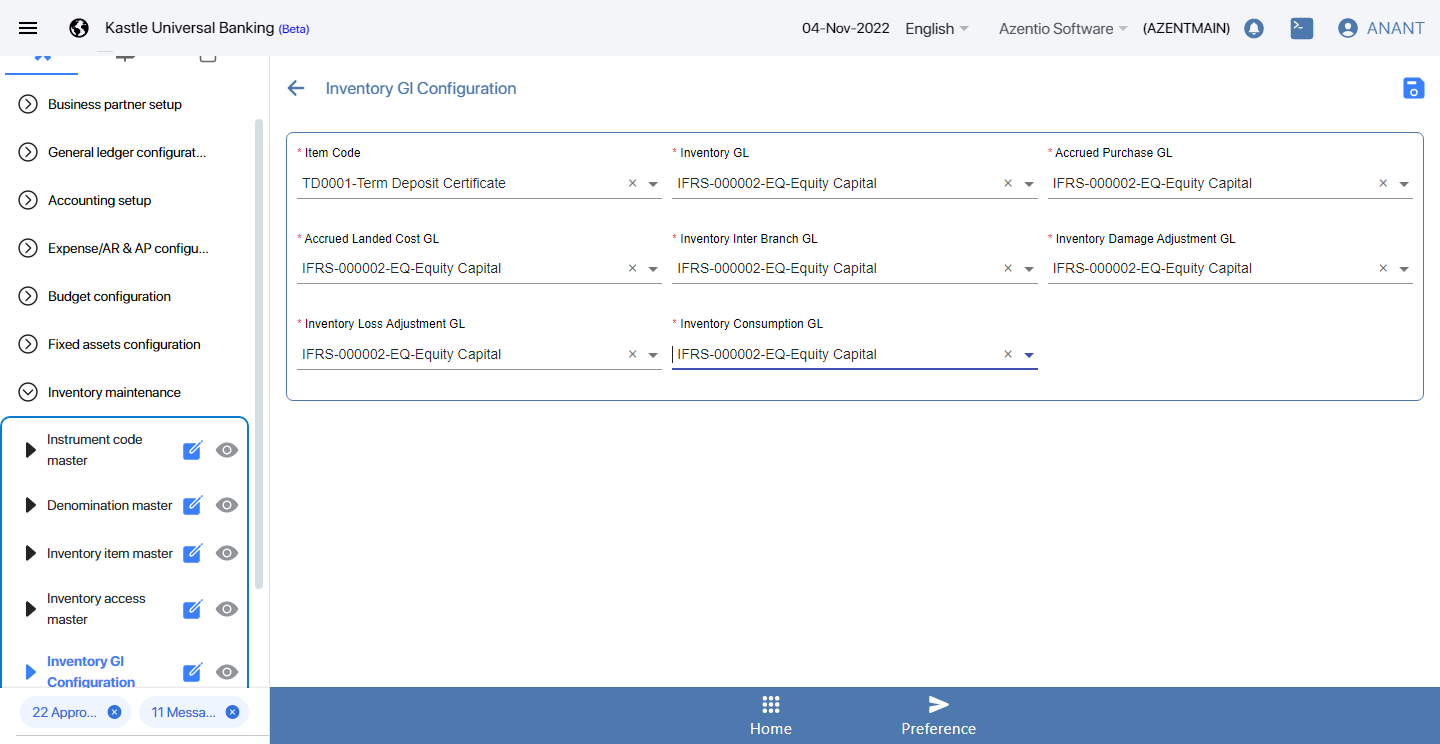 Kastle Universal Banking (Beta)
04-Nov-2022
English
Azentio Software
(AZENTMAIN)
ANANT
Business partner setup
General ledger configurat...
Accounting setup
Expense/AR & AP configu...
Budget configuration
Fixed assets configuration
Inventory maintenance
Instrument code
master
Denomination master
Inventory item master
Inventory access
master
Inventory GI
Configuration
22 Appro...
11 Messa...
Inventory GI Configuration
* Item Code
TD0001-Term Deposit Certificate
* Inventory GL
IFRS-000002-EQ-Equity Capital
* Accrued Purchase GL
IFRS-000002-EQ-Equity Capital
* Accrued Landed Cost GL
IFRS-000002-EQ-Equity Capital
* Inventory Inter Branch GL
IFRS-000002-EQ-Equity Capital
* Inventory Damage Adjustment GL
IFRS-000002-EQ-Equity Capital
* Inventory Loss Adjustment GL
IFRS-000002-EQ-Equity Capital
* Inventory Consumption GL
IFRS-000002-EQ-Equity Capital
Home
Preference